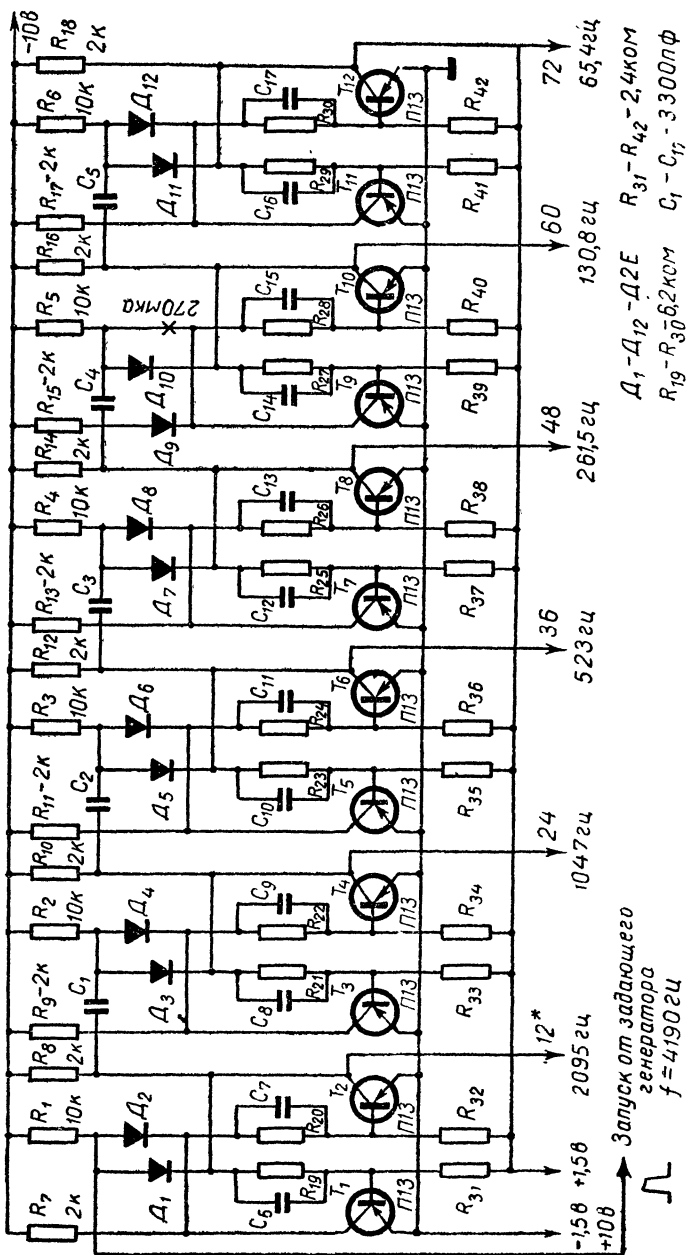 -10в
R7 2к
R1 10к
R8 2к
R9-2к
R2 10к
R10 2к
R11-2к
R3 10к
R12 2к
R13-2к
R4 10к
R14 2к
R15-2к
R5 10к
R16 2к
R17-2к
R6 10к
R18 2к
C1
C2
C3
C4
C5
Д1
Д2
Д3
Д4
Д5
Д6
Д7
Д8
Д9
Д10
270мка
Д11
Д12
C6
R19
R20
C7
C8
R21
R22
C9
C10
R23
R24
C11
C12
R25
R26
C13
C14
R27
R28
C15
C16
R29
R30
C17
T1
П13
T2
П13
T3
П13
T4
П13
T5
П13
T6
П13
T7
П13
T8
П13
T9
П13
T10
П13
T11
П13
T12
П13
R31
R32
R33
R34
R35
R36
R37
R38
R39
R40
R41
R42
-1,5в +1,5в
+10в
12*
2095гц
24
1047гц
36
523гц
48
261,5гц
60
130,8гц
72
65,4гц
Запуск от задающего
генератора
f=4190гц
Д1-Д12-Д2Е R31-R42-2,4ком
R19-R30-6,2ком C1-C17-3300пф